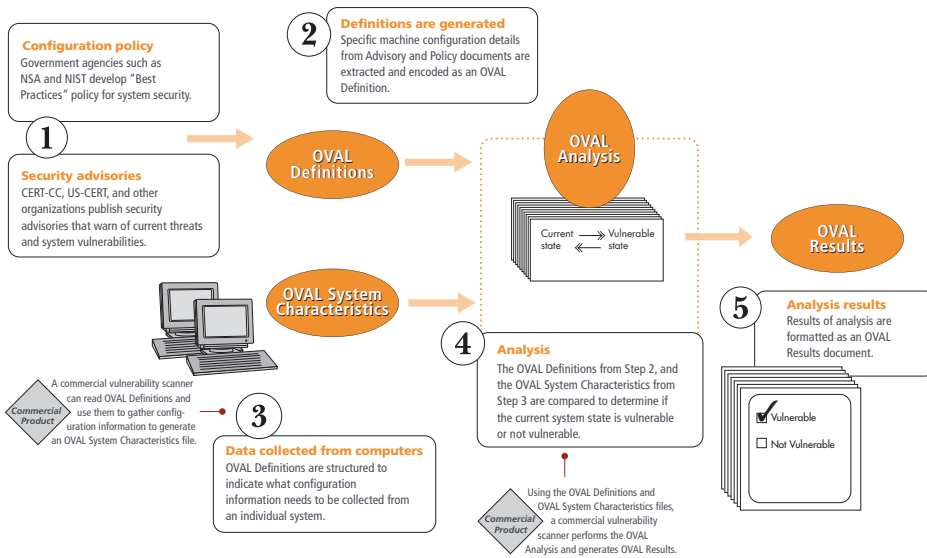 Configuration policy
Government agencies such as
NSA and NIST develop “Best
Practices” policy for system security.
1
Security advisories
CERT-CC, US-CERT, and other
organizations publish security
advisories that warn of current threats
and system vulnerabilities.
2
Definitions are generated
Specific machine configuration details
from Advisory and Policy documents are
extracted and encoded as an OVAL
Definition.
OVAL
Definitions
OVAL System
Characteristics
Commercial
Product
A commercial vulnerability scanner
can read OVAL Definitions and
use them to gather config-
uration information to generate
an OVAL System Characteristics file.
3
Data collected from computers
OVAL Definitions are structured to
indicate what configuration
information needs to be collected from
an individual system.
OVAL
Analysis
Current
state
Vulnerable
state
4
Analysis
The OVAL Definitions from Step 2, and
the OVAL System Characteristics from
Step 3 are compared to determine if
the current system state is vulnerable
or not vulnerable.
Commercial
Product
Using the OVAL Definitions and
OVAL System Characteristics files,
a commercial vulnerability
scanner performs the OVAL
Analysis and generates OVAL Results.
OVAL
Results
5
Analysis results
Results of analysis are
formatted as an OVAL
Results document.
Vulnerable
Not Vulnerable